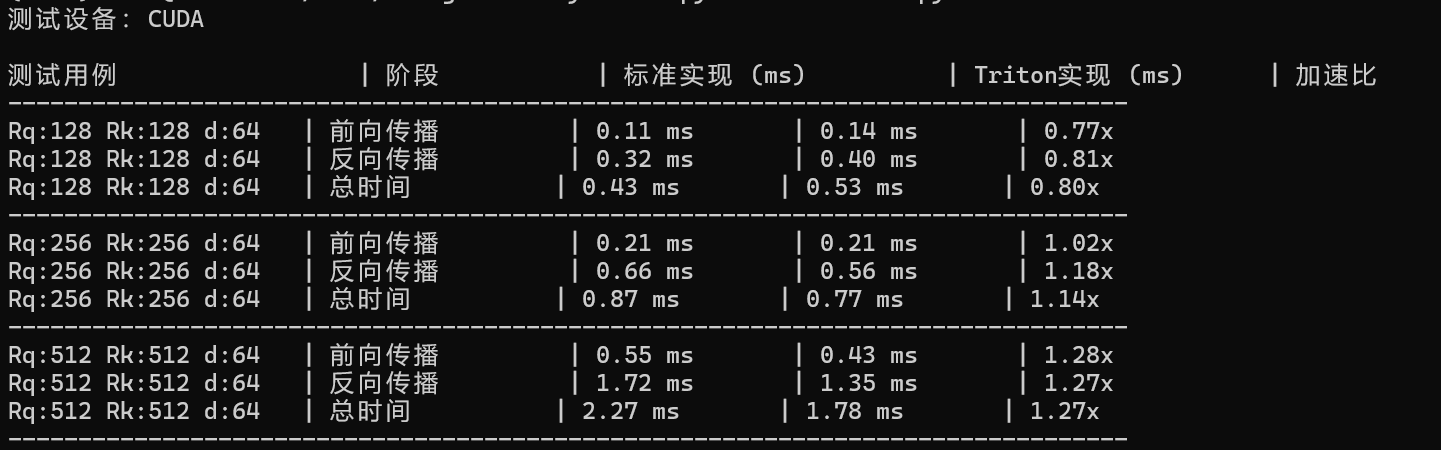 测试设备: CUDA
测试用例 | 阶段 | 标准实现 (ms) | Triton实现 (ms) | 加速比
--------------------------------------------------------------------------------
Rq:128 Rk:128 d:64 | 前向传播 | 0.11 ms | 0.14 ms | 0.77x
Rq:128 Rk:128 d:64 | 反向传播 | 0.32 ms | 0.40 ms | 0.81x
Rq:128 Rk:128 d:64 | 总时间 | 0.43 ms | 0.53 ms | 0.80x
--------------------------------------------------------------------------------
Rq:256 Rk:256 d:64 | 前向传播 | 0.21 ms | 0.21 ms | 1.02x
Rq:256 Rk:256 d:64 | 反向传播 | 0.66 ms | 0.56 ms | 1.18x
Rq:256 Rk:256 d:64 | 总时间 | 0.87 ms | 0.77 ms | 1.14x
--------------------------------------------------------------------------------
Rq:512 Rk:512 d:64 | 前向传播 | 0.55 ms | 0.43 ms | 1.28x
Rq:512 Rk:512 d:64 | 反向传播 | 1.72 ms | 1.35 ms | 1.27x
Rq:512 Rk:512 d:64 | 总时间 | 2.27 ms | 1.78 ms | 1.27x
--------------------------------------------------------------------------------